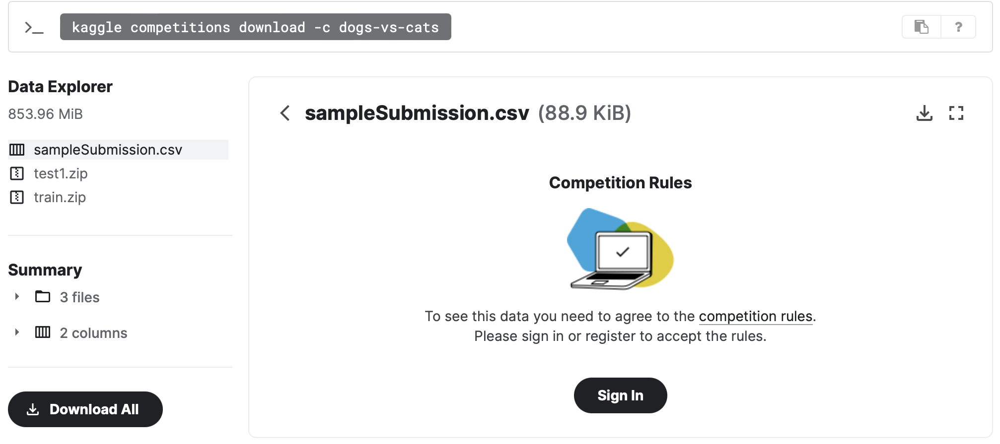 >_ kaggle competitions download -c dogs-vs-cats
?
Data Explorer
853.96 MiB
sampleSubmission.csv
test1.zip
train.zip
Summary
3 files
2 columns
Download All
sampleSubmission.csv (88.9 KiB)
Competition Rules
To see this data you need to agree to the competition rules.
Please sign in or register to accept the rules.
Sign In